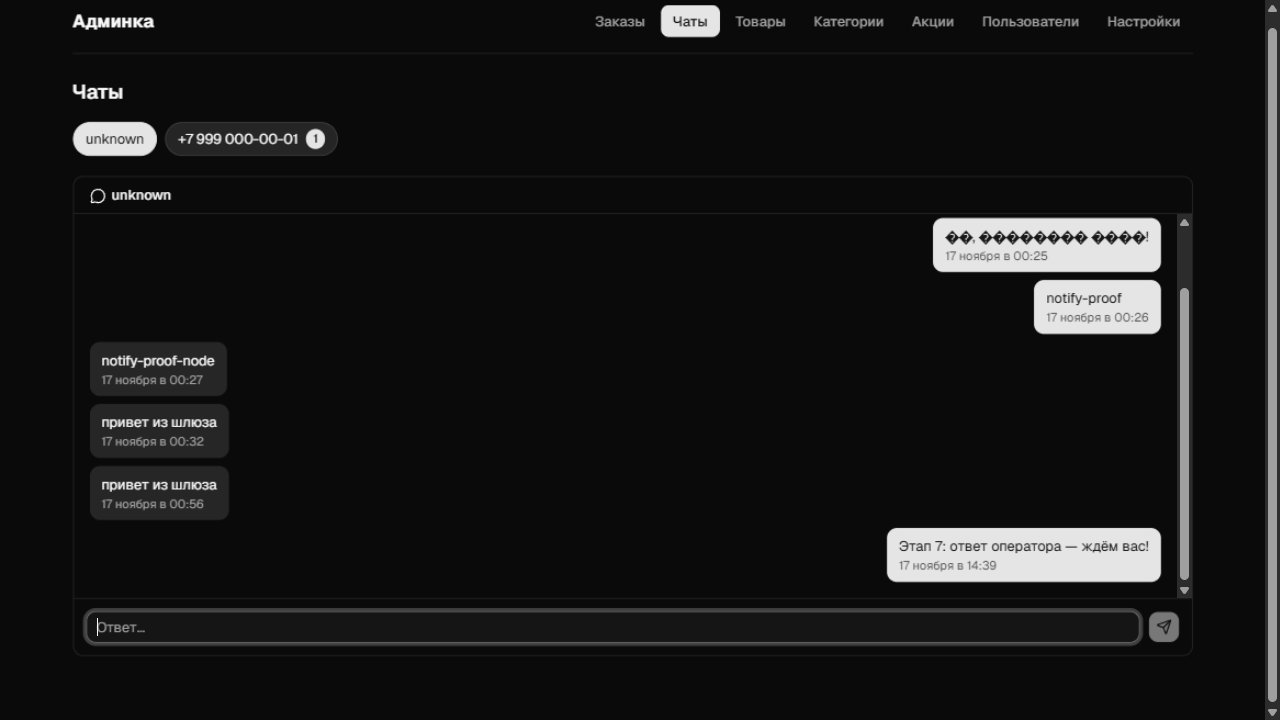 Админка
Заказы Чаты Товары Категории Акции Пользователи Настройки
Чаты
unknown
+7 999 000-00-01 1
unknown
��, �������� ����!
17 ноября в 00:25
notify-proof
17 ноября в 00:26
notify-proof-node
17 ноября в 00:27
привет из шлюза
17 ноября в 00:32
привет из шлюза
17 ноября в 00:56
Этап 7: ответ оператора — ждём вас!
17 ноября в 14:39
Ответ…